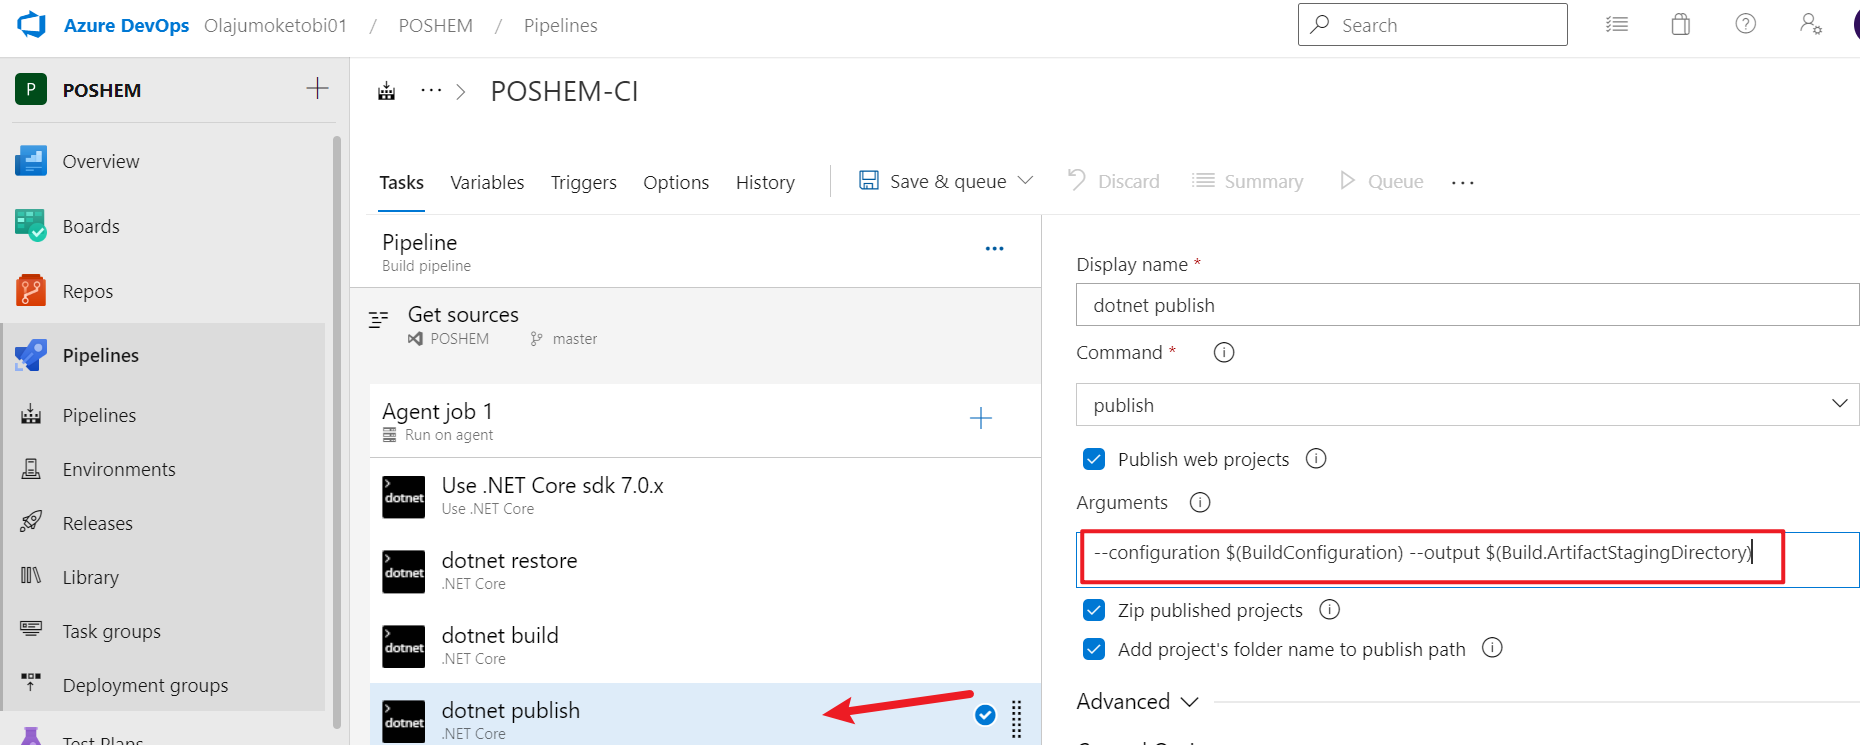 Azure DevOps Olajumoketobi01 / POSHEM / Pipelines
Search
P POSHEM
POSHEM-CI
Overview
Boards
Repos
Pipelines
Pipelines
Environments
Releases
Library
Task groups
Deployment groups
Test Plans
Tasks Variables Triggers Options History Save & queue Discard Summary Queue
Pipeline
Build pipeline
Get sources
POSHEM master
Agent job 1
Run on agent
dotnet
Use .NET Core sdk 7.0.x
Use .NET Core
dotnet
dotnet restore
.NET Core
dotnet
dotnet build
.NET Core
dotnet
dotnet publish
.NET Core
Display name *
dotnet publish
Command *
publish
Publish web projects
Arguments
--configuration $(BuildConfiguration) --output $(Build.ArtifactStagingDirectory)
Zip published projects
Add project's folder name to publish path
Advanced